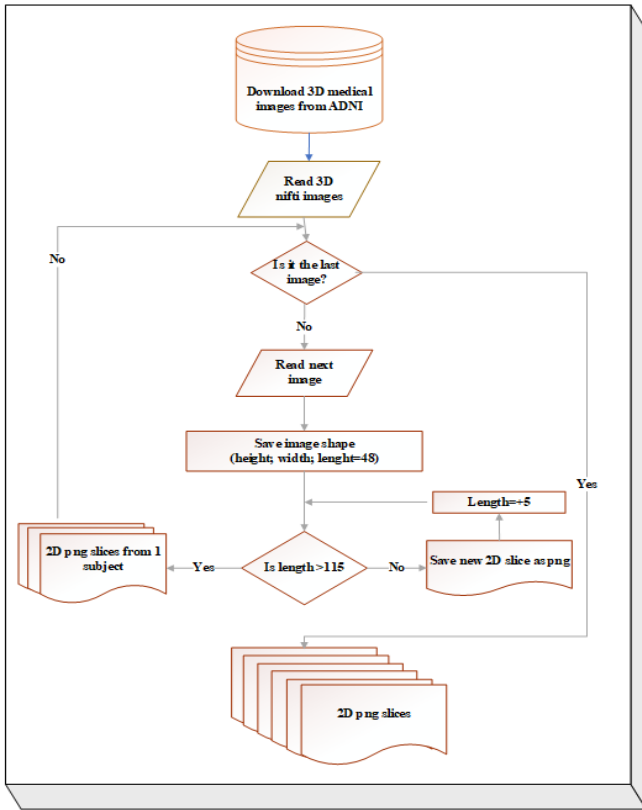 Download 3D medical
images from ADNI
Read 3D
nifti images
No
Is it the last
image?
No
Read next
image
Save image shape
(height; width; lenght=48)
Yes
Length=+5
2D png slices from 1
subject
Yes
Is length >115
No
Save new 2D slice as png
2D png slices